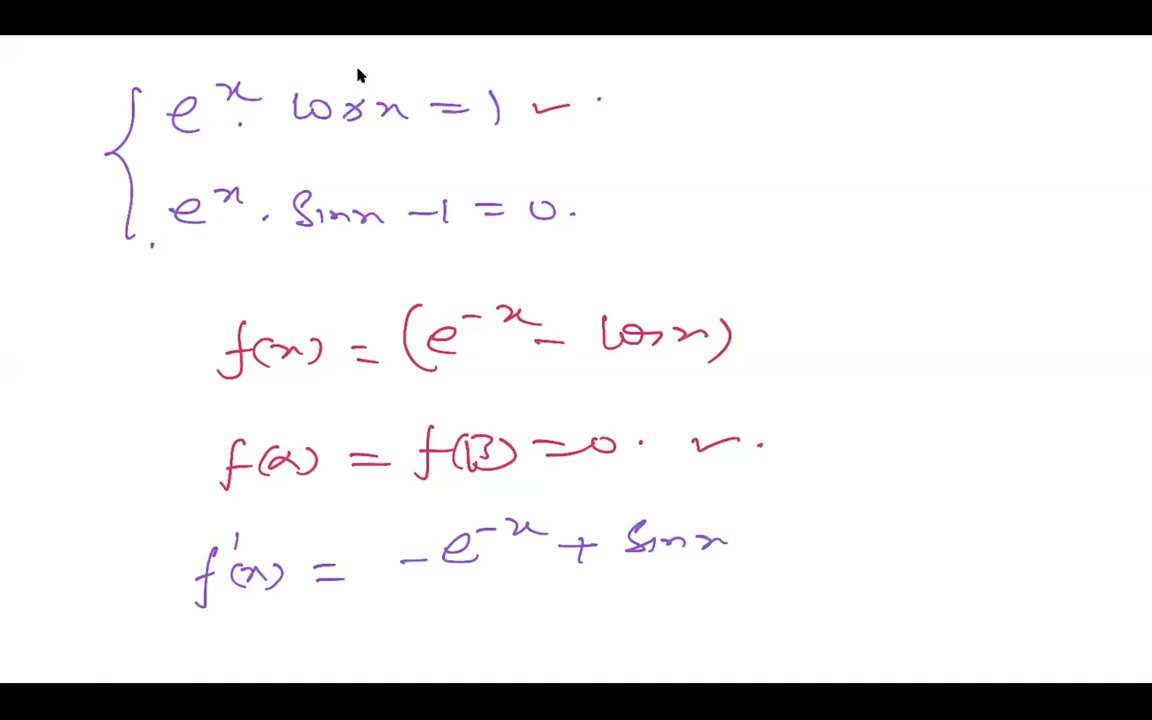 e^x . cos x = 1
e^x . sin x - 1 = 0.
f(x) = (e^-x - cos x)
f(α) = f(β) = 0.
f'(x) = - e^-x + sin x